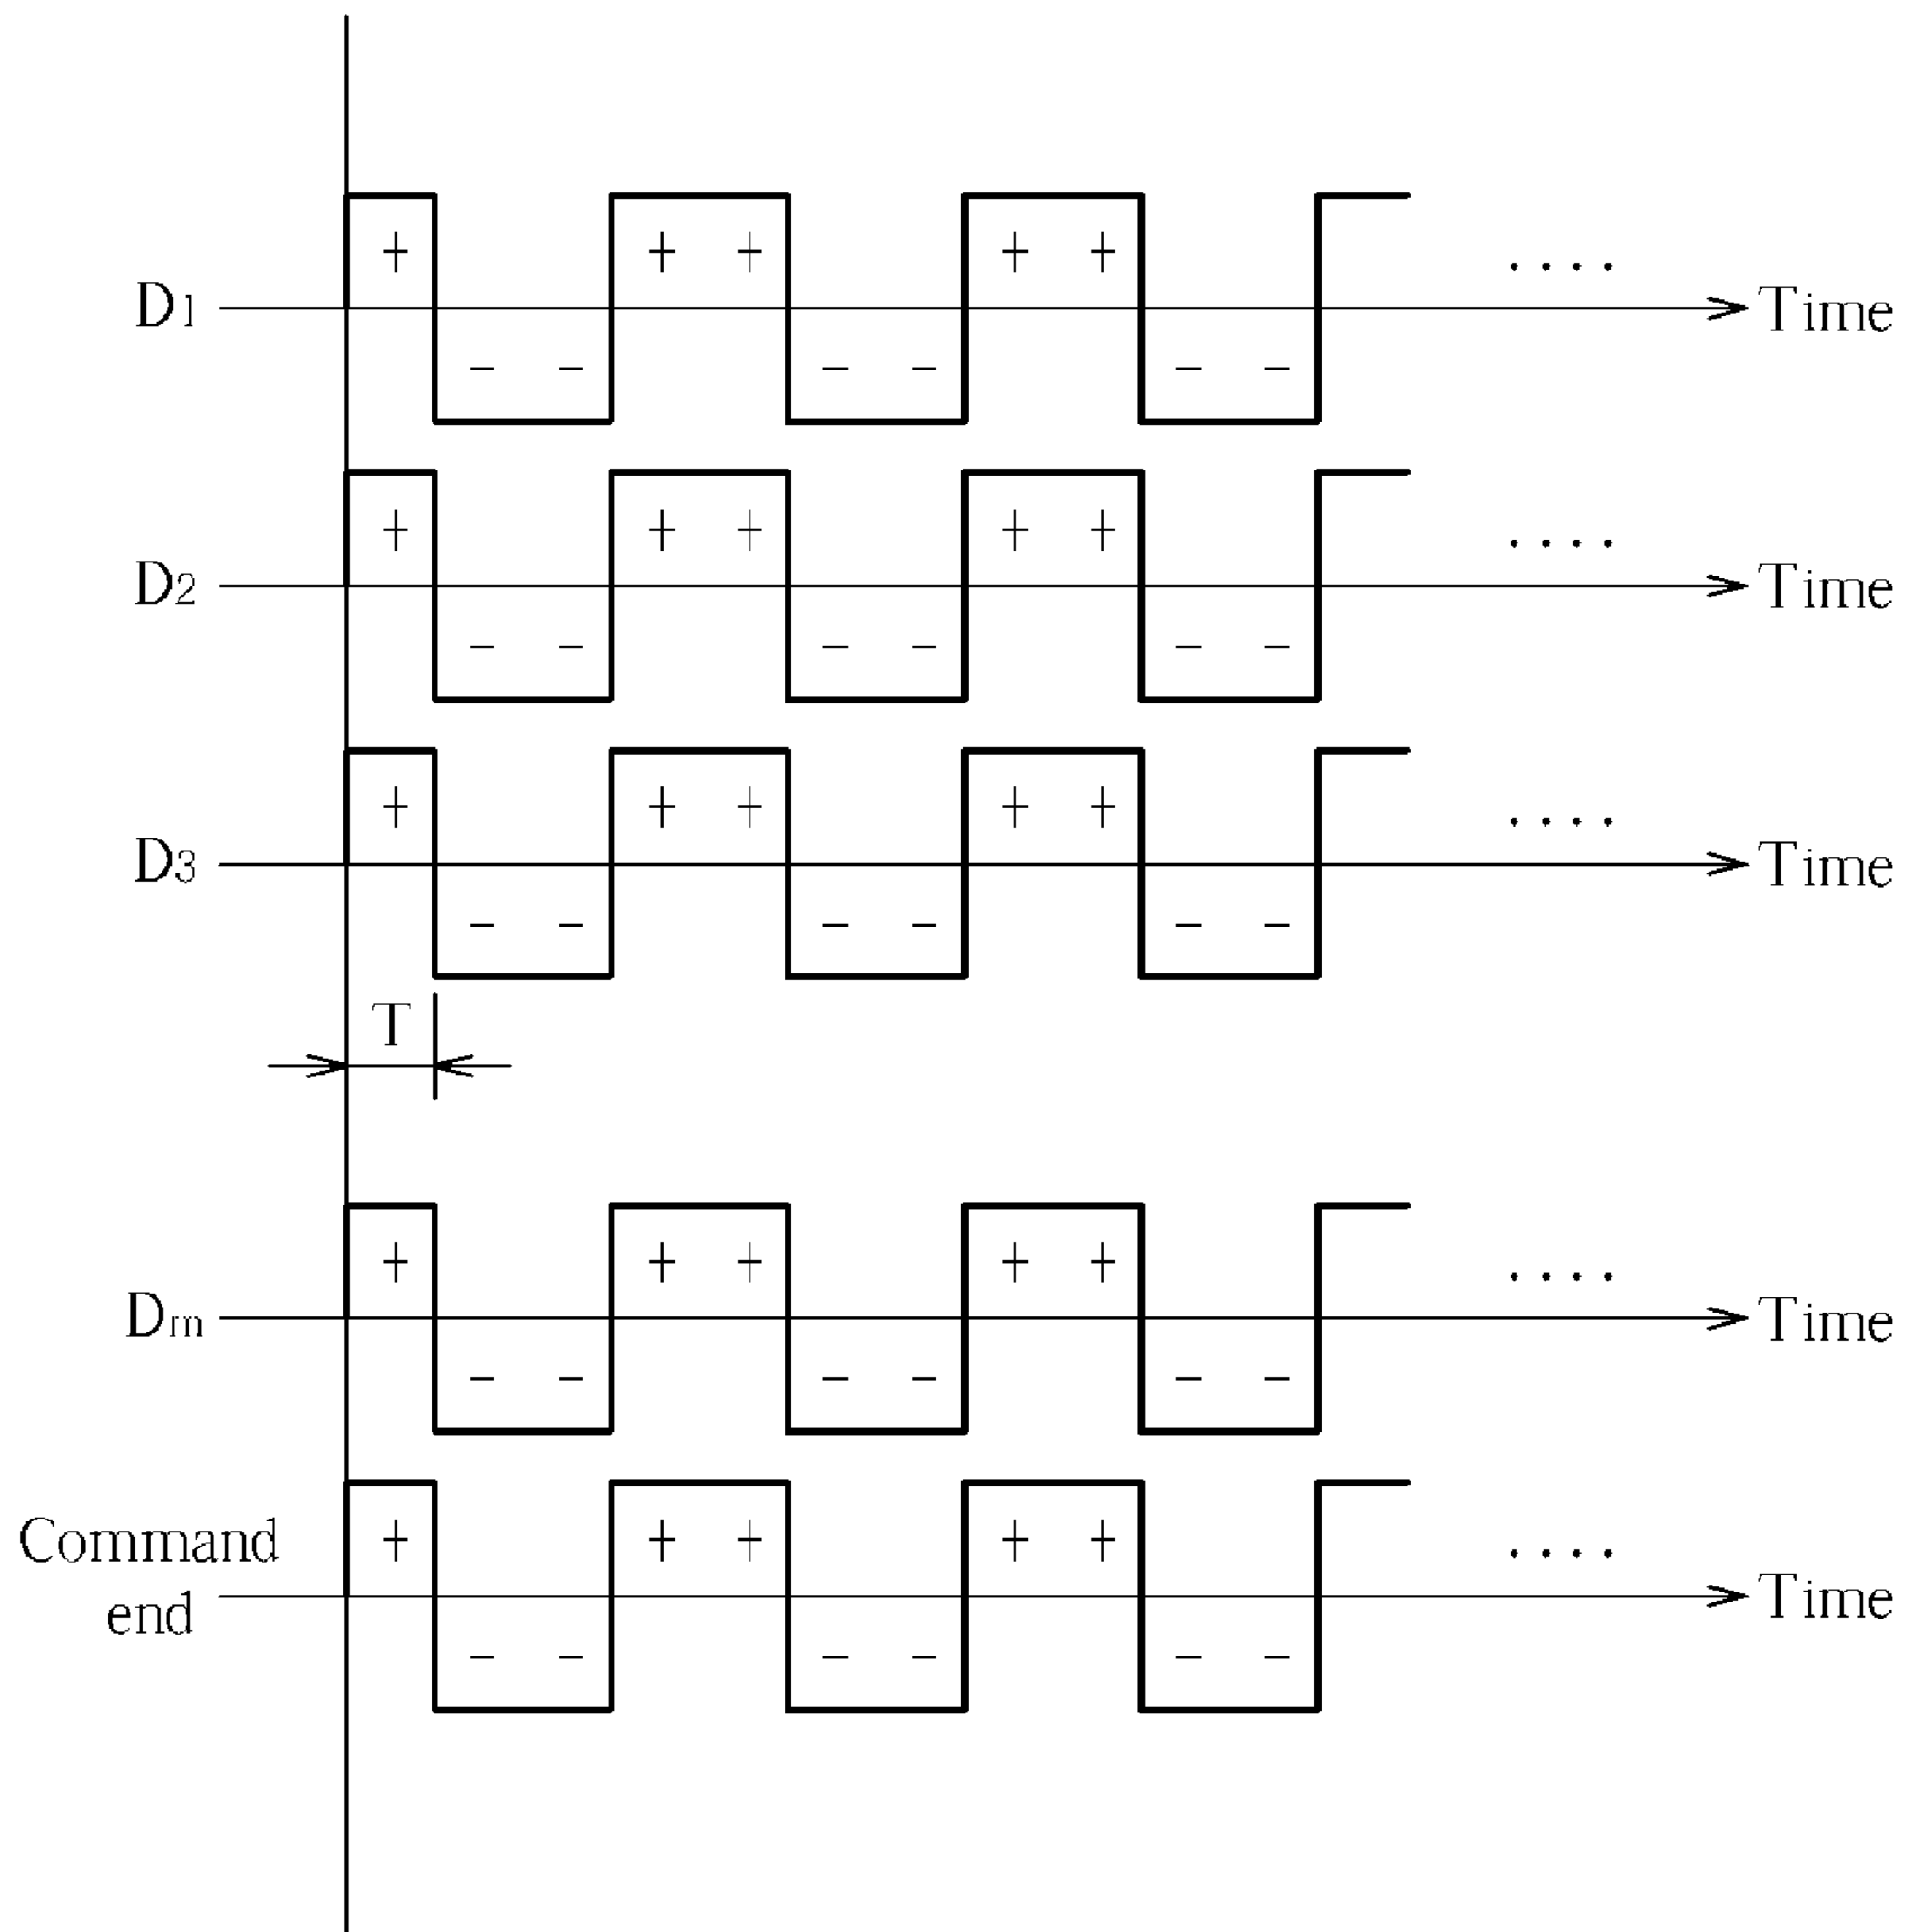 + + + + +
D1 .... Time
- - - - - -
+ + + + +
D2 .... Time
- - - - - -
+ + + + +
D3 .... Time
- - - - - -
T
+ + + + +
Dm .... Time
- - - - - -
+ + + + +
Command
end .... Time
- - - - - -